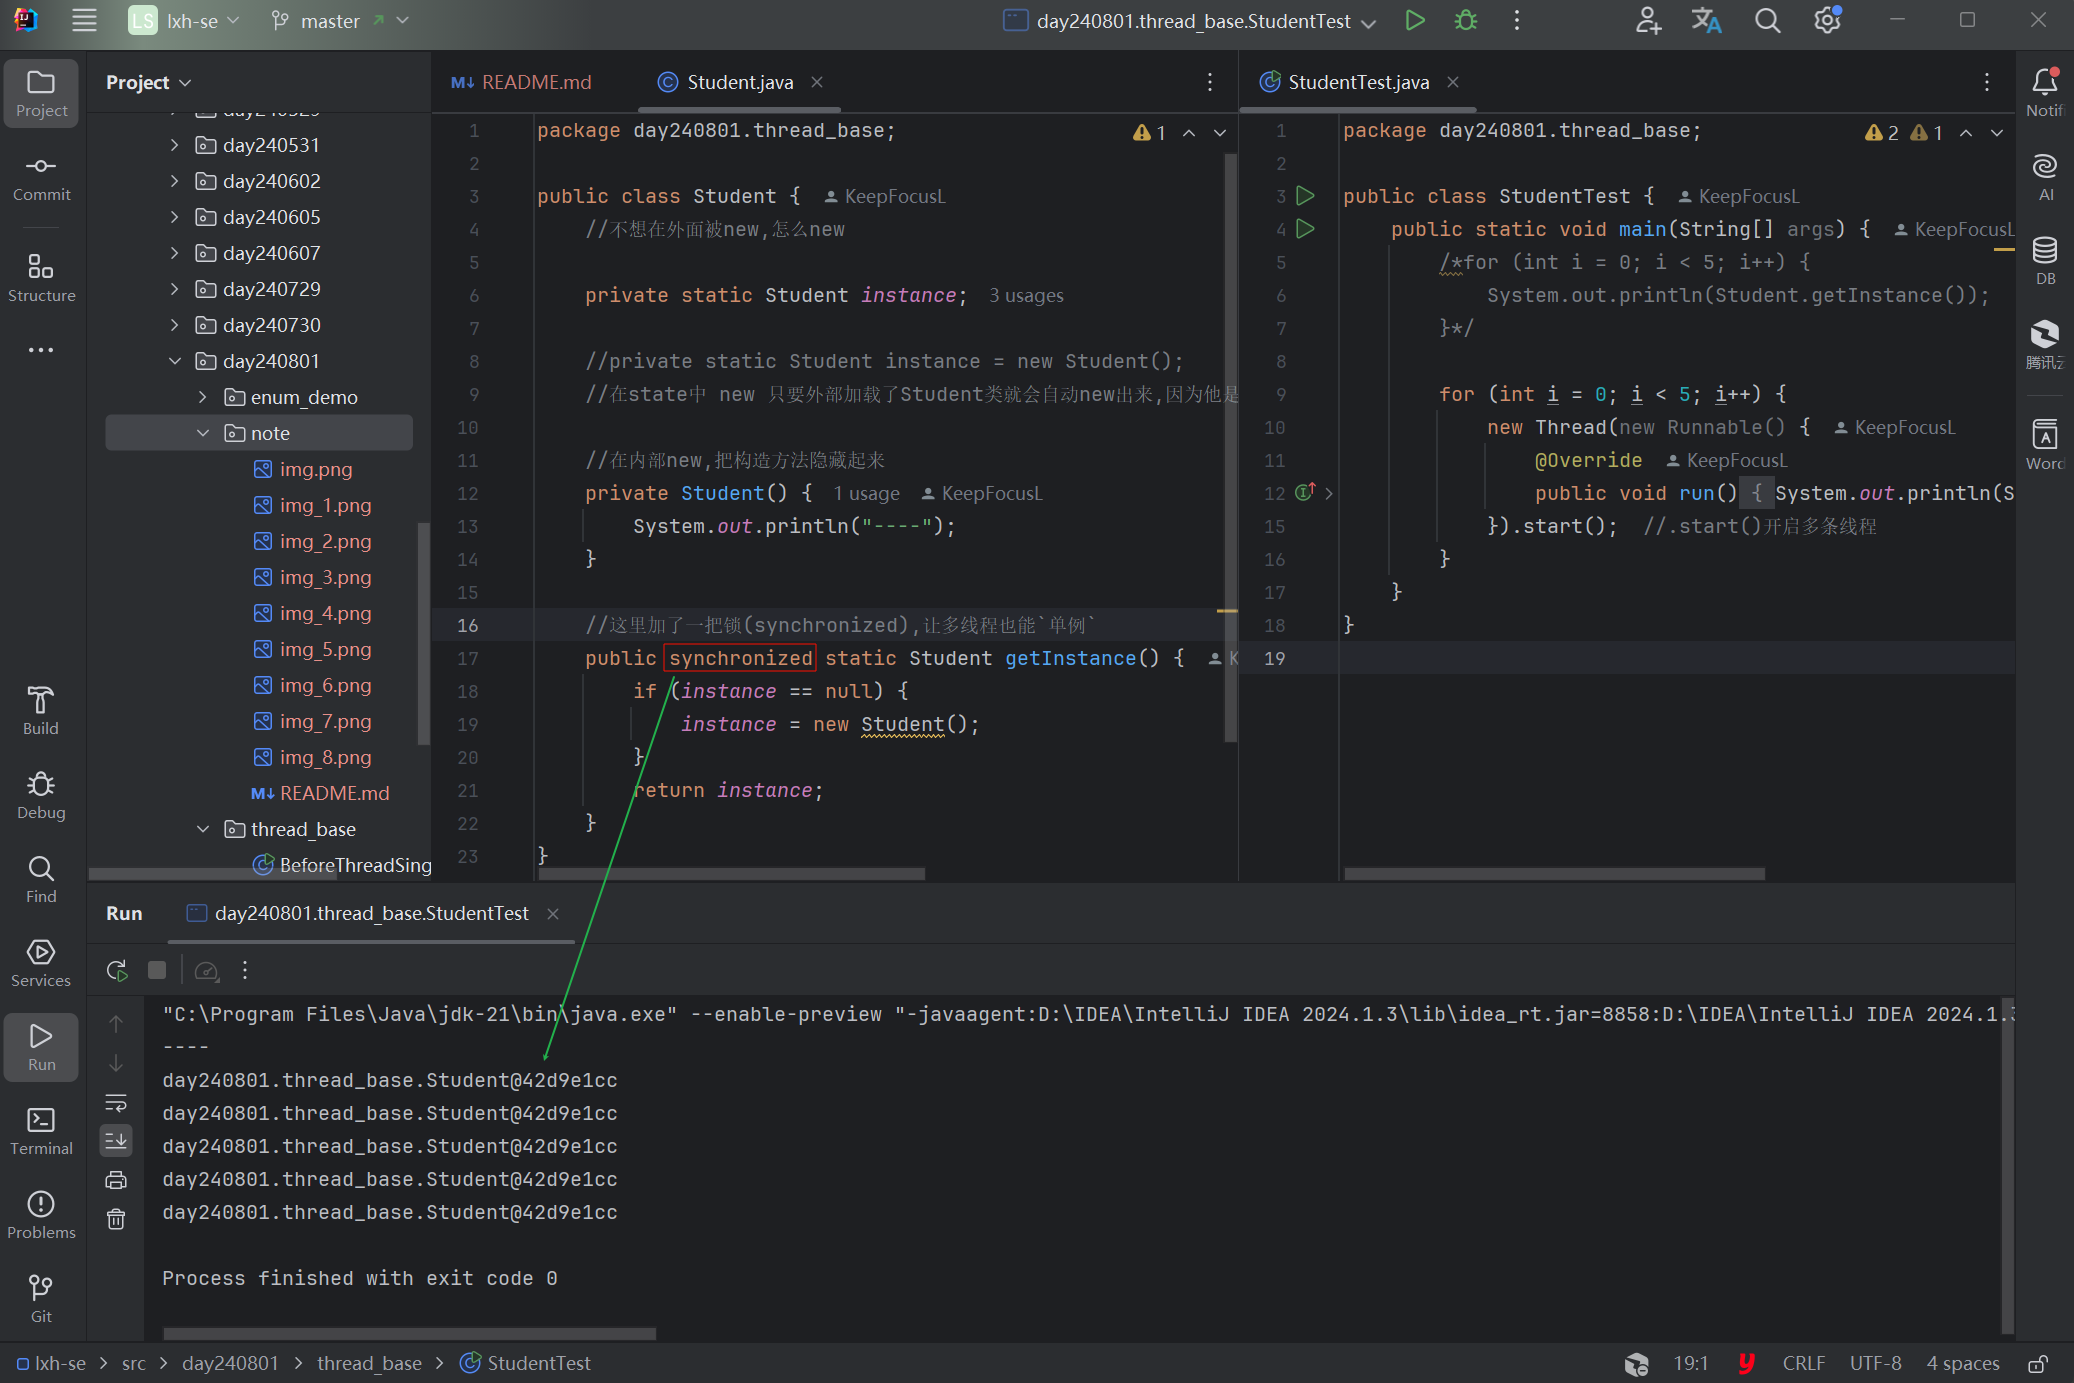 LS lxh-se master day240801.thread_base.StudentTest
Project
Project
Commit
Structure
Build
Debug
Find
Services
Run
Terminal
Problems
Git
day240531
day240602
day240605
day240607
day240729
day240730
day240801
enum_demo
note
img.png
img_1.png
img_2.png
img_3.png
img_4.png
img_5.png
img_6.png
img_7.png
img_8.png
M↓ README.md
thread_base
BeforeThreadSing
M↓ README.md Student.java
1 package day240801.thread_base; 1
2
3 public class Student { KeepFocusL
4 //不想在外面被new,怎么new
5
6 private static Student instance; 3 usages
7
8 //private static Student instance = new Student();
9 //在state中 new 只要外部加载了Student类就会自动new出来,因为他是
10
11 //在内部new,把构造方法隐藏起来
12 private Student() { 1 usage KeepFocusL
13 System.out.println("----");
14 }
15
16 //这里加了一把锁(synchronized),让多线程也能`单例`
17 public synchronized static Student getInstance() { K
18 if (instance == null) {
19 instance = new Student();
20 }
21 return instance;
22 }
23 }
StudentTest.java
1 package day240801.thread_base; 2 1
2
3 public class StudentTest { KeepFocusL
4 public static void main(String[] args) { KeepFocusL
5 /*for (int i = 0; i < 5; i++) {
6 System.out.println(Student.getInstance());
7 }*/
8
9 for (int i = 0; i < 5; i++) {
10 new Thread(new Runnable() { KeepFocusL
11 @Override KeepFocusL
12 public void run() { System.out.println(S
15 }).start(); //.start()开启多条线程
16 }
17 }
18 }
19
Notifi
AI
DB
腾讯云
Word
Run day240801.thread_base.StudentTest
"C:\Program Files\Java\jdk-21\bin\java.exe" --enable-preview "-javaagent:D:\IDEA\IntelliJ IDEA 2024.1.3\lib\idea_rt.jar=8858:D:\IDEA\IntelliJ IDEA 2024.1.3
----
day240801.thread_base.Student@42d9e1cc
day240801.thread_base.Student@42d9e1cc
day240801.thread_base.Student@42d9e1cc
day240801.thread_base.Student@42d9e1cc
day240801.thread_base.Student@42d9e1cc
Process finished with exit code 0
lxh-se > src > day240801 > thread_base > StudentTest 19:1 y CRLF UTF-8 4 spaces